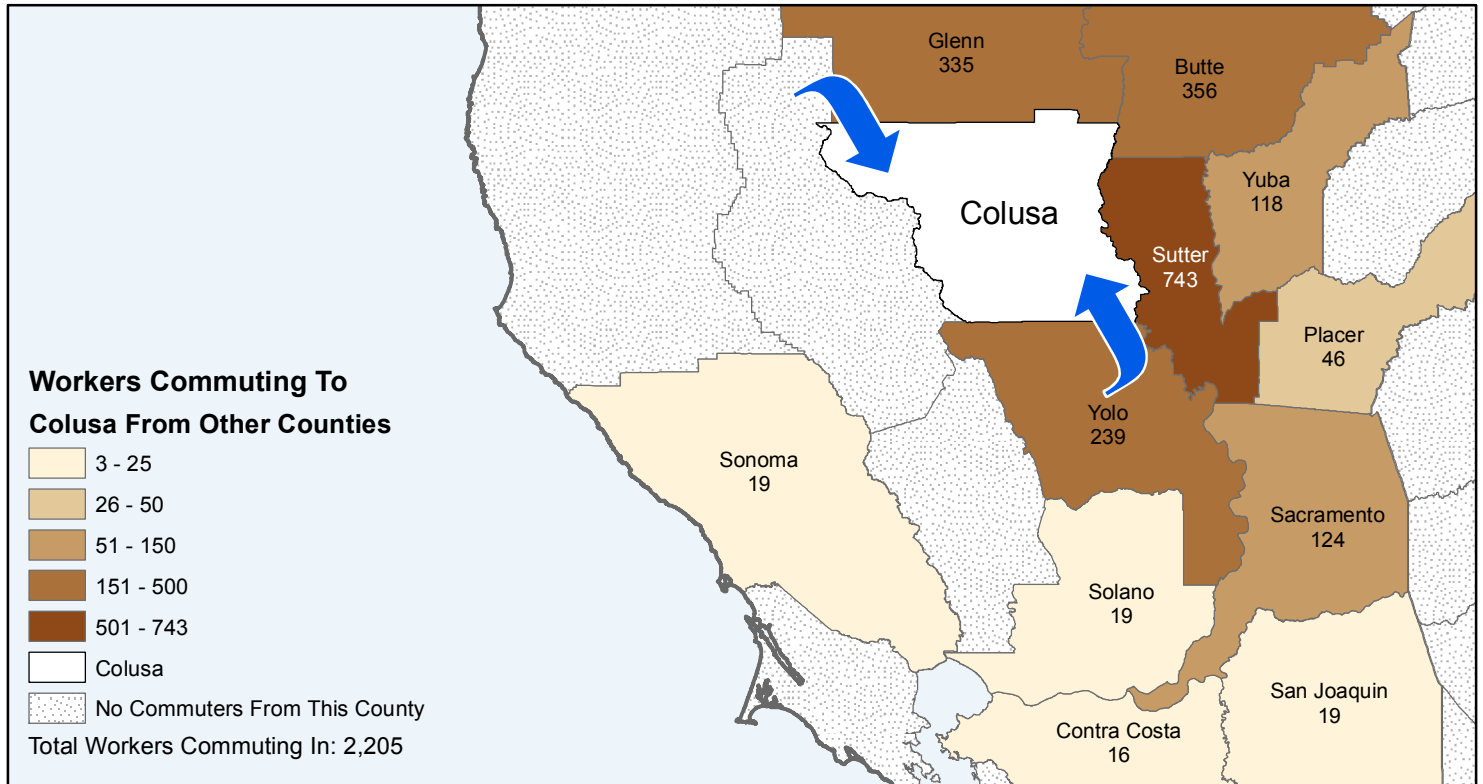 Glenn
335
Butte
356
Yuba
118
Colusa
Sutter
743
Placer
46
Yolo
239
Sonoma
19
Sacramento
124
Solano
19
San Joaquin
19
Contra Costa
16
Workers Commuting To
Colusa From Other Counties
3 - 25
26 - 50
51 - 150
151 - 500
501 - 743
Colusa
No Commuters From This County
Total Workers Commuting In: 2,205